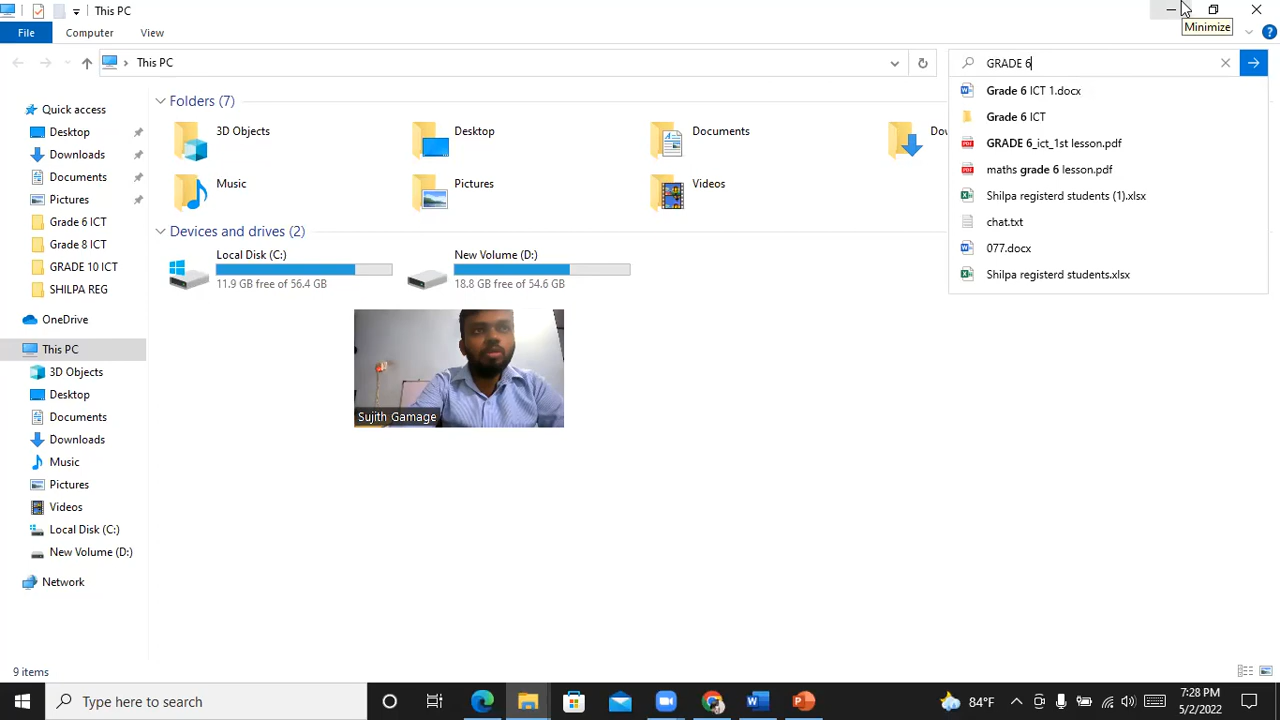 This PC
Minimize
File
Computer
View
This PC
GRADE 6
Quick access
Desktop
Downloads
Documents
Pictures
Grade 6 ICT
Grade 8 ICT
GRADE 10 ICT
SHILPA REG
OneDrive
This PC
3D Objects
Desktop
Documents
Downloads
Music
Pictures
Videos
Local Disk (C:)
New Volume (D:)
Network
Folders (7)
3D Objects
Desktop
Documents
Dov
Music
Pictures
Videos
Devices and drives (2)
Local Disk (C:)
11.9 GB free of 56.4 GB
New Volume (D:)
18.8 GB free of 54.6 GB
Sujith Gamage
Grade 6 ICT 1.docx
Grade 6 ICT
GRADE 6_ict_1st lesson.pdf
maths grade 6 lesson.pdf
Shilpa registerd students (1).xlsx
chat.txt
077.docx
Shilpa registerd students.xlsx
9 items
Type here to search
84°F
7:28 PM
5/2/2022